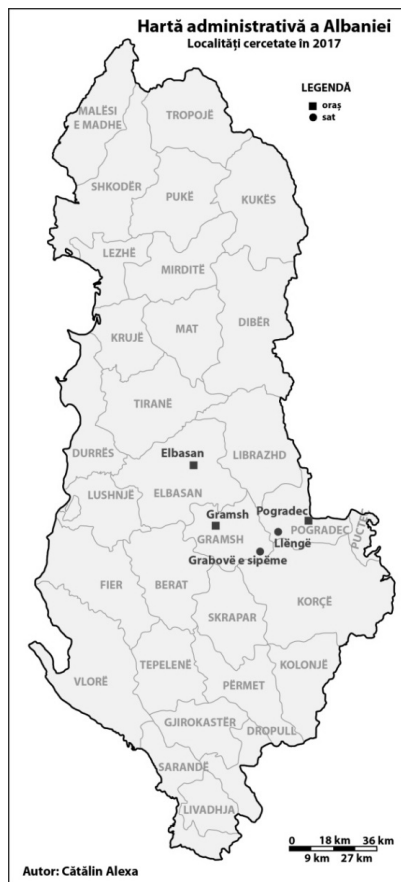 Hartă administrativă a Albaniei
Localități cercetate în 2017
LEGENDĂ
oraș
sat
MALËSI
E MADHE
TROPOJË
SHKODËR
PUKË
KUKËS
LEZHË
MIRDITË
KRUJË
MAT
DIBËR
TIRANË
DURRËS
Elbasan
LIBRAZHD
LUSHNJË
ELBASAN
Gramsh
Pogradec
GRAMSH
POGRADEC
PUCTË
Llëngë
Grabovë e sipëme
FIER
BERAT
SKRAPAR
KORÇË
VLORË
TEPELENË
PËRMET
KOLONJË
GJIROKASTËR
DROPULL
SARANDË
LIVADHJA
0 18 km 36 km
9 km 27 km
Autor: Cătălin Alexa